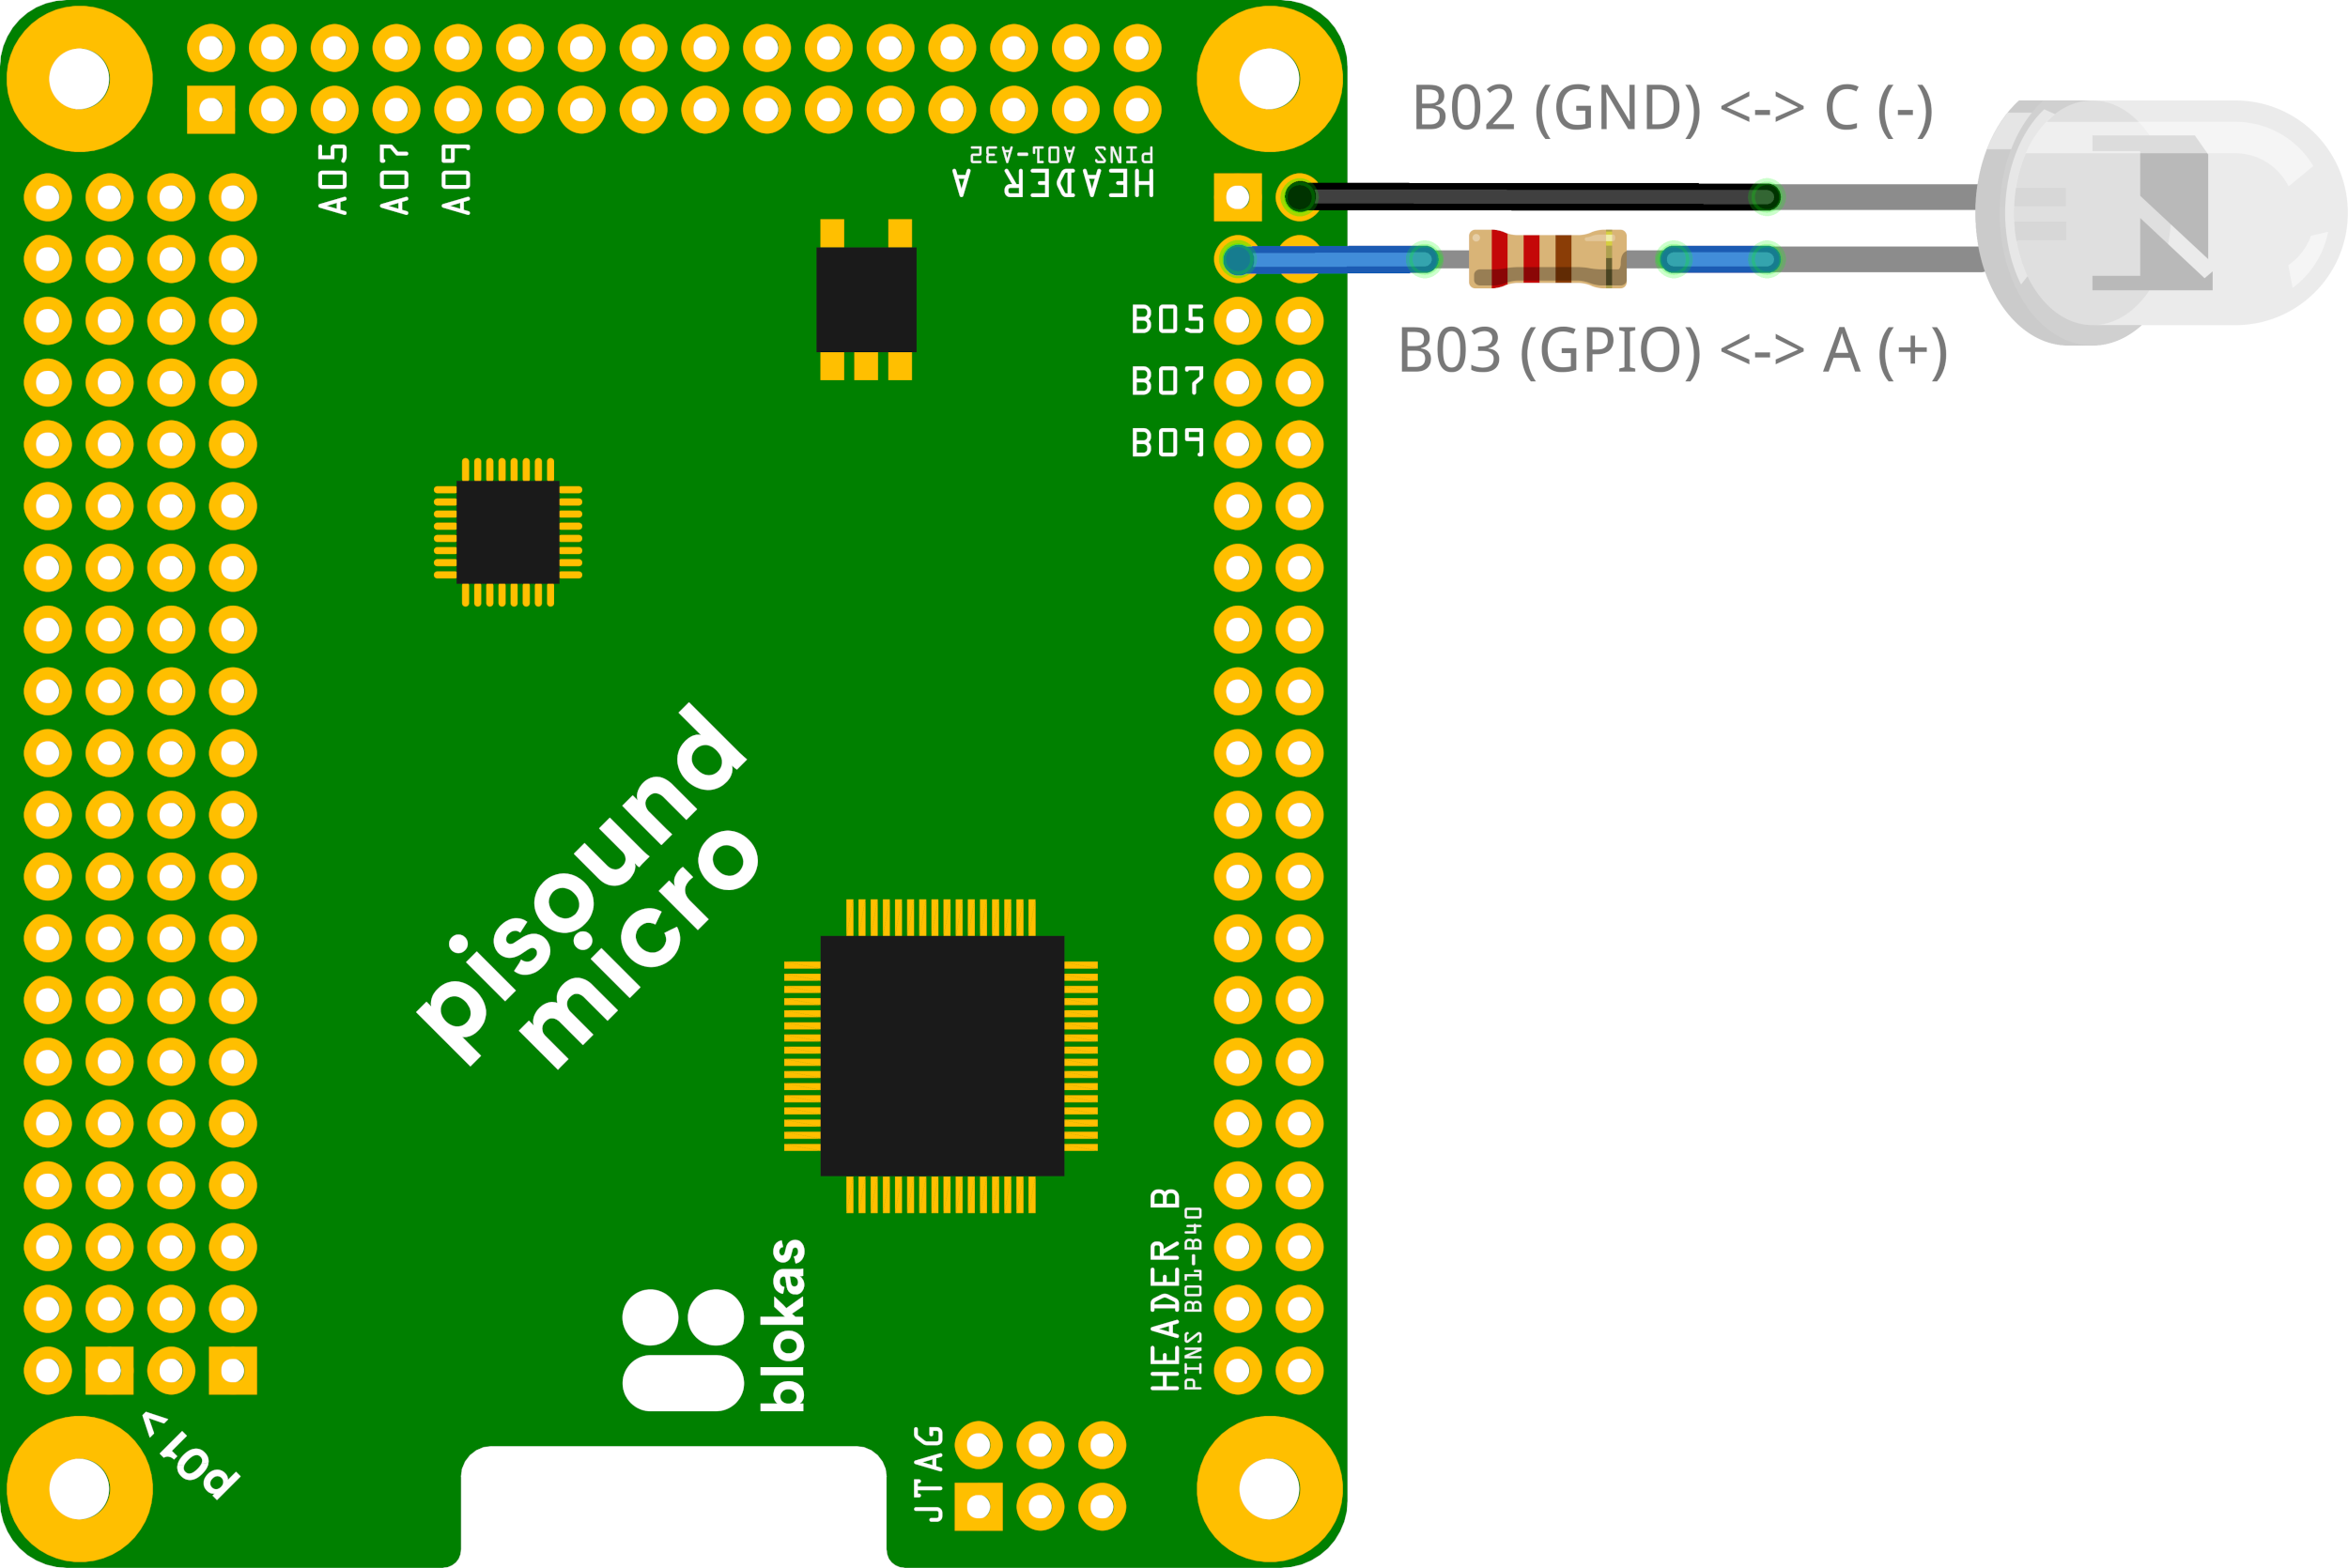 B02 (GND) <-> C (-)
B03 (GPIO) <-> A (+)
A05
A07
A09
HEADER A
PINS A01-A32
B05
B07
B09
pisound
micro
HEADER B
PINS B01-B40
blokas
JTAG
top >